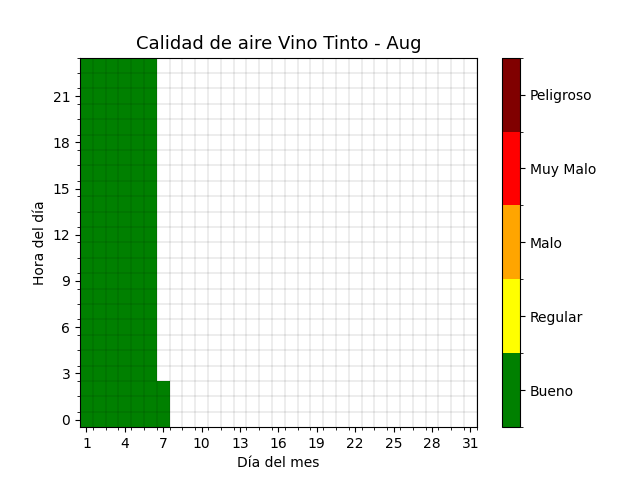 Calidad de aire Vino Tinto - Aug
Hora del día
21
18
15
12
9
6
3
0
1 4 7 10 13 16 19 22 25 28 31
Día del mes
Peligroso
Muy Malo
Malo
Regular
Bueno